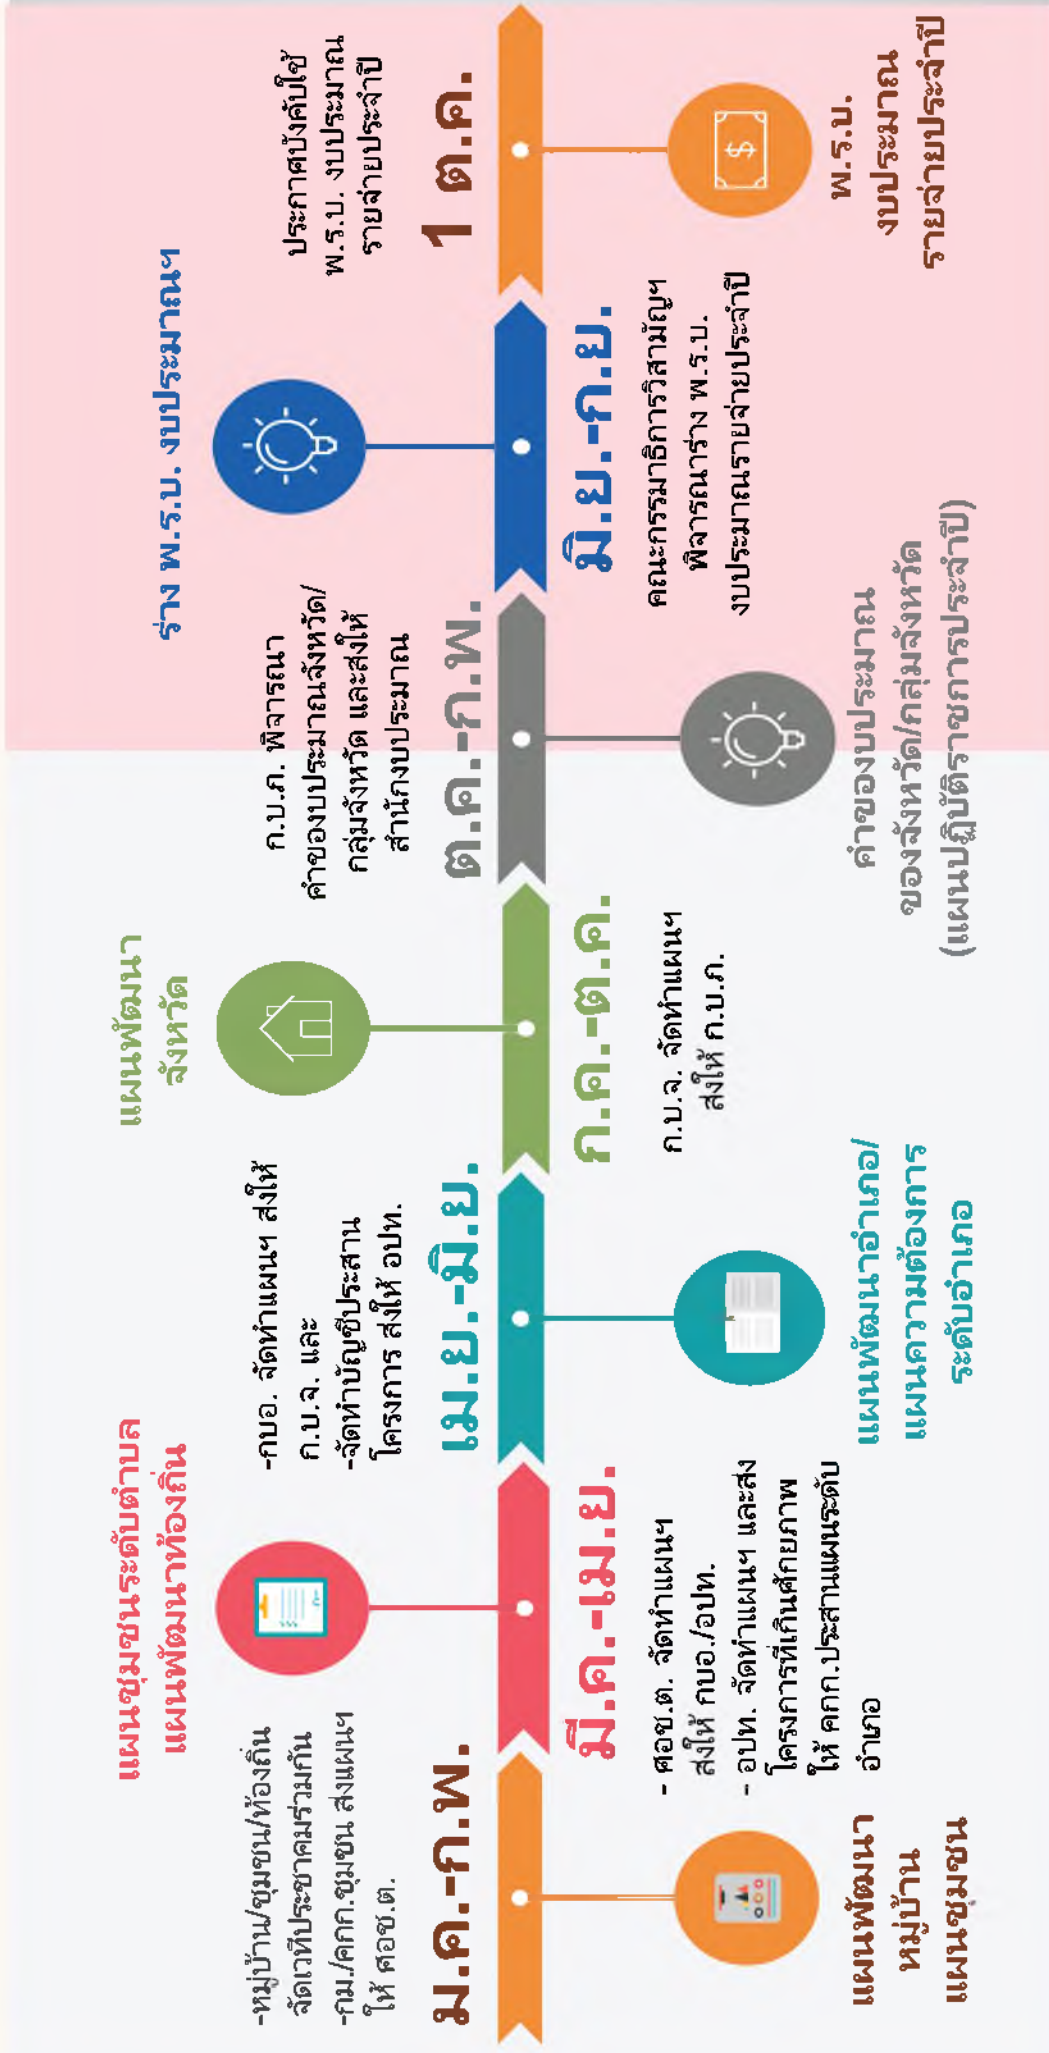 -หมู่บ้าน/ชุมชน/ท้องถิ่น
จัดเวทีประชาคมร่วมกัน
-กม./คกก.ชุมชน ส่งแผนฯ
ให้ ศอช.ต.
ม.ค.-ก.พ.
แผนพัฒนา
หมู่บ้าน
แผนชุมชน
แผนชุมชนระดับตำบล
แผนพัฒนาท้องถิ่น
มี.ค.-เม.ย.
- ศอช.ต. จัดทำแผนฯ
ส่งให้ กบอ./อปท.
- อปท. จัดทำแผนฯ และส่ง
โครงการที่เกินศักยภาพ
ให้ คกก.ประสานแผนระดับ
อำเภอ
-กบอ. จัดทำแผนฯ ส่งให้
ก.บ.จ. และ
-จัดทำบัญชีประสาน
โครงการ ส่งให้ อปท.
เม.ย.-มิ.ย.
แผนพัฒนาอำเภอ/
แผนความต้องการ
ระดับอำเภอ
แผนพัฒนา
จังหวัด
ก.ค.-ต.ค.
ก.บ.จ. จัดทำแผนฯ
ส่งให้ ก.บ.ภ.
ก.บ.ภ. พิจารณา
คำของบประมาณจังหวัด/
กลุ่มจังหวัด และส่งให้
สำนักงบประมาณ
ต.ค.-ก.พ.
คำของบประมาณ
ของจังหวัด/กลุ่มจังหวัด
(แผนปฏิบัติราชการประจำปี)
ร่าง พ.ร.บ. งบประมาณฯ
มิ.ย.-ก.ย.
คณะกรรมาธิการวิสามัญฯ
พิจารณาร่าง พ.ร.บ.
งบประมาณรายจ่ายประจำปี
ประกาศบังคับใช้
พ.ร.บ. งบประมาณ
รายจ่ายประจำปี
1 ต.ค.
$
พ.ร.บ.
งบประมาณ
รายจ่ายประจำปี